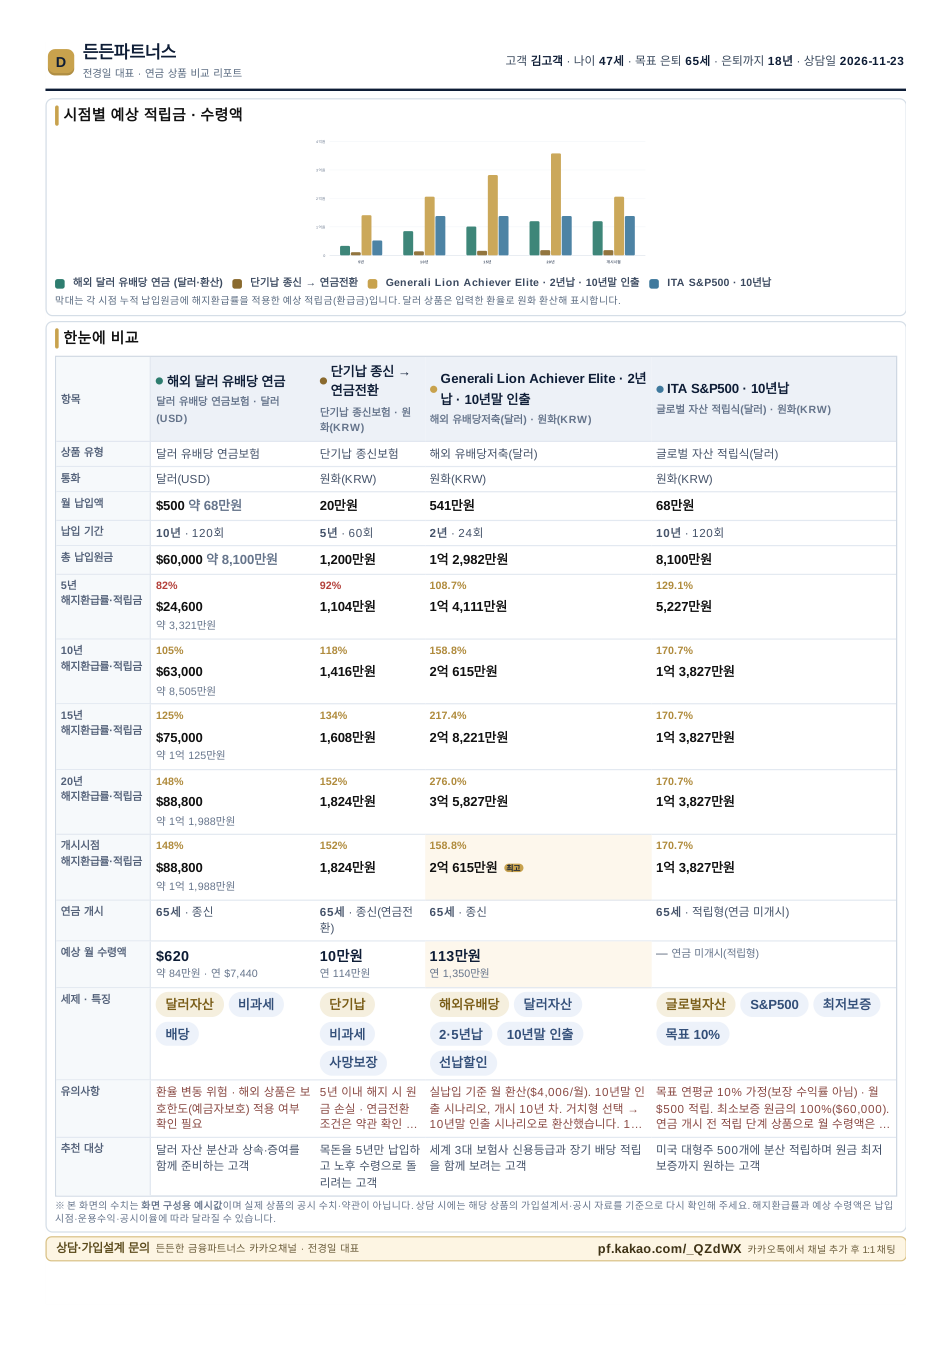 D
든든파트너스
전경일 대표 · 연금 상품 비교 리포트
고객 김고객 · 나이 47세 · 목표 은퇴 65세 · 은퇴까지 18년 · 상담일 2026-11-23
시점별 예상 적립금 · 수령액
해외 달러 유배당 연금 (달러·환산) 단기납 종신 → 연금전환 Generali Lion Achiever Elite · 2년납 · 10년말 인출 ITA S&P500 · 10년납
막대는 각 시점 누적 납입원금에 해지환급률을 적용한 예상 적립금(환급금)입니다. 달러 상품은 입력한 환율로 원화 환산해 표시합니다.
한눈에 비교
항목
해외 달러 유배당 연금
달러 유배당 연금보험 · 달러
(USD)
단기납 종신 →
연금전환
단기납 종신보험 · 원
화(KRW)
Generali Lion Achiever Elite · 2년
납 · 10년말 인출
해외 유배당저축(달러) · 원화(KRW)
ITA S&P500 · 10년납
글로벌 자산 적립식(달러) · 원화(KRW)
상품 유형 달러 유배당 연금보험 단기납 종신보험 해외 유배당저축(달러) 글로벌 자산 적립식(달러)
통화 달러(USD) 원화(KRW) 원화(KRW) 원화(KRW)
월 납입액 $500 약 68만원 20만원 541만원 68만원
납입 기간 10년 · 120회 5년 · 60회 2년 · 24회 10년 · 120회
총 납입원금 $60,000 약 8,100만원 1,200만원 1억 2,982만원 8,100만원
5년
해지환급률·적립금
82% 92% 108.7% 129.1%
$24,600 1,104만원 1억 4,111만원 5,227만원
약 3,321만원
10년
해지환급률·적립금
105% 118% 158.8% 170.7%
$63,000 1,416만원 2억 615만원 1억 3,827만원
약 8,505만원
15년
해지환급률·적립금
125% 134% 217.4% 170.7%
$75,000 1,608만원 2억 8,221만원 1억 3,827만원
약 1억 125만원
20년
해지환급률·적립금
148% 152% 276.0% 170.7%
$88,800 1,824만원 3억 5,827만원 1억 3,827만원
약 1억 1,988만원
개시시점
해지환급률·적립금
148% 152% 158.8% 170.7%
$88,800 1,824만원 2억 615만원 최고 1억 3,827만원
약 1억 1,988만원
연금 개시 65세 · 종신
65세 · 종신(연금전
환)
65세 · 종신 65세 · 적립형(연금 미개시)
예상 월 수령액 $620 10만원 113만원 — 연금 미개시(적립형)
약 84만원 · 연 $7,440 연 114만원 연 1,350만원
세제 · 특징
달러자산 비과세
배당
단기납
비과세
사망보장
해외유배당 달러자산
2·5년납 10년말 인출
선납할인
글로벌자산 S&P500 최저보증
목표 10%
유의사항
환율 변동 위험 · 해외 상품은 보
호한도(예금자보호) 적용 여부
확인 필요
5년 이내 해지 시 원
금 손실 · 연금전환
조건은 약관 확인 ...
실납입 기준 월 환산($4,006/월). 10년말 인
출 시나리오, 개시 10년 차. 거치형 선택 →
10년말 인출 시나리오로 환산했습니다. 1...
목표 연평균 10% 가정(보장 수익률 아님) · 월
$500 적립. 최소보증 원금의 100%($60,000).
연금 개시 전 적립 단계 상품으로 월 수령액은 ...
추천 대상
달러 자산 분산과 상속·증여를
함께 준비하는 고객
목돈을 5년만 납입하
고 노후 수령으로 돌
리려는 고객
세계 3대 보험사 신용등급과 장기 배당 적립
을 함께 보려는 고객
미국 대형주 500개에 분산 적립하며 원금 최저
보증까지 원하는 고객
※ 본 화면의 수치는 화면 구성용 예시값이며 실제 상품의 공시 수치·약관이 아닙니다. 상담 시에는 해당 상품의 가입설계서·공시 자료를 기준으로 다시 확인해 주세요. 해지환급률과 예상 수령액은 납입
시점·운용수익·공시이율에 따라 달라질 수 있습니다.
상담·가입설계 문의 든든한 금융파트너스 카카오채널 · 전경일 대표
pf.kakao.com/_QZdWX 카카오톡에서 채널 추가 후 1:1 채팅